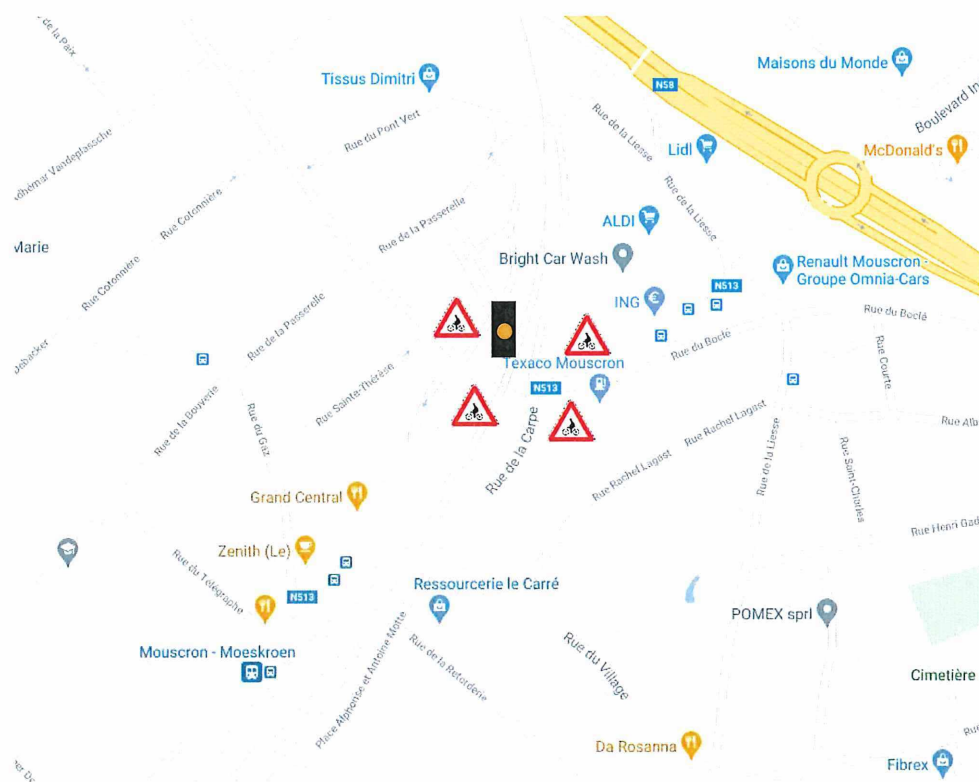 de la Paix
Tissus Dimitri
Maisons du Monde
N58
Boulevard In
Rue de la Liesse
Rue du Pont Vert
Lidl
McDonald's
Vandeplassche
Rue Cotonnière
Rue de la Liesse
ALDI
Rue de la Passerelle
Marie
Bright Car Wash
Renault Mouscron -
Groupe Omnia-Cars
Rue Cotonnière
ING
€
N513
Rue de la Passerelle
Rue du Boclé
Rue du Boclé
Texaco Mouscron
Rue Courte
N513
Rue Sainte-Thérèse
Rue de la Bouverie
Rue du Gaz
Rue de la Carpe
Rue Rachel Lagast
Rue Rachel Lagast
Rue de la Liesse
Rue Alb
Rue Saint-Charles
Grand Central
Rue Henri Gad
Zenith (Le)
Rue du Télégraphe
N513
Ressourcerie le Carré
POMEX sprl
Mouscron - Moeskroen
Place Alphonse et Antoine Motte
Rue de la Retorderie
Rue du Village
Cimetière
Rue
Da Rosanna
Fibrex